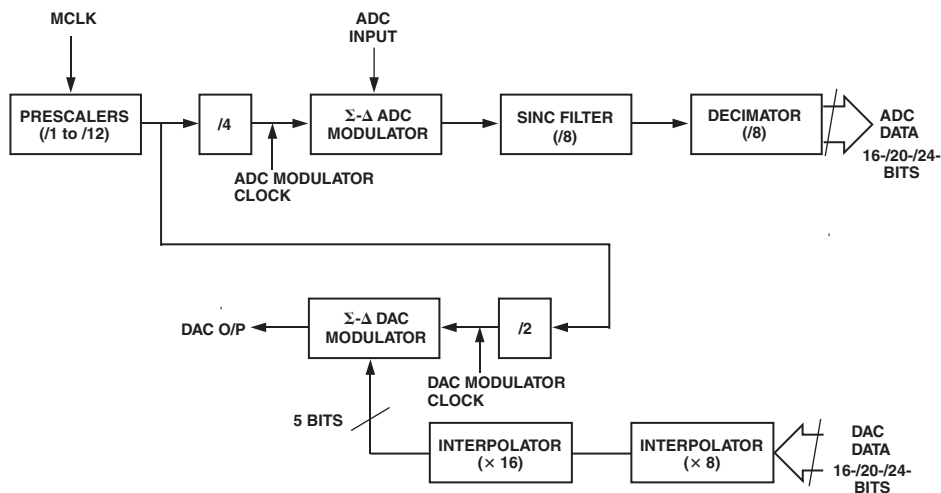 MCLK
ADC
INPUT
PRESCALERS
(/1 to /12)
/4
Σ-Δ ADC
MODULATOR
SINC FILTER
(/8)
DECIMATOR
(/8)
ADC
DATA
16-/20-/24-
BITS
ADC MODULATOR
CLOCK
DAC O/P
Σ-Δ DAC
MODULATOR
/2
DAC MODULATOR
CLOCK
5 BITS
INTERPOLATOR
(× 16)
INTERPOLATOR
(× 8)
DAC
DATA
16-/20-/24-
BITS